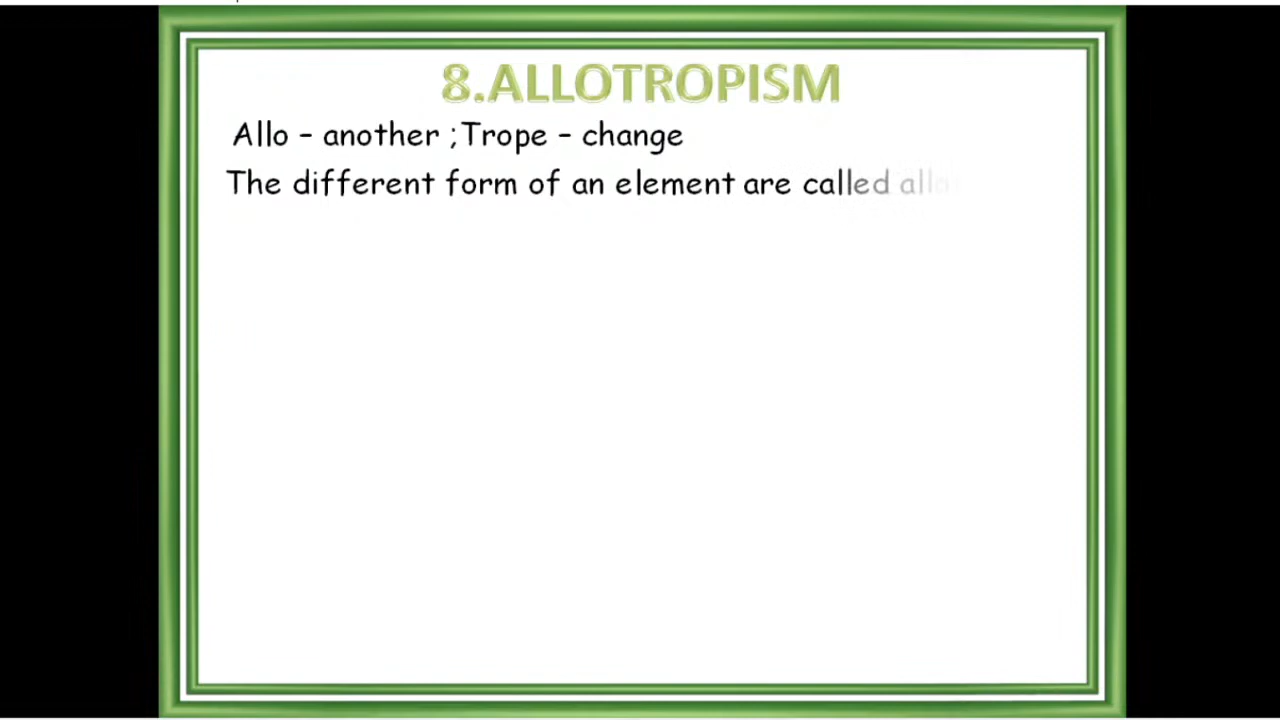 8.ALLOTROPISM
Allo – another ; Trope – change
The different form of an element are called